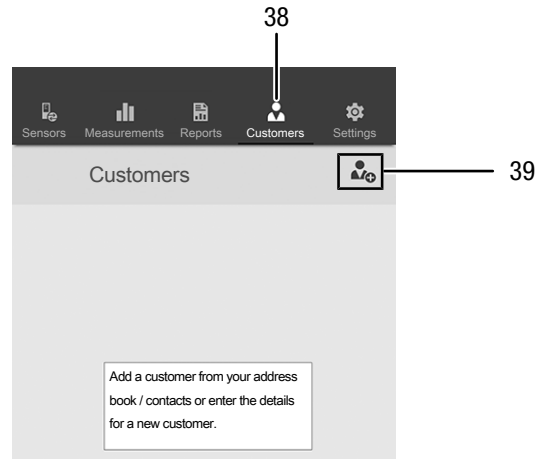 38
Sensors Measurements Reports Customers Settings
Customers
39
Add a customer from your address
book / contacts or enter the details
for a new customer.